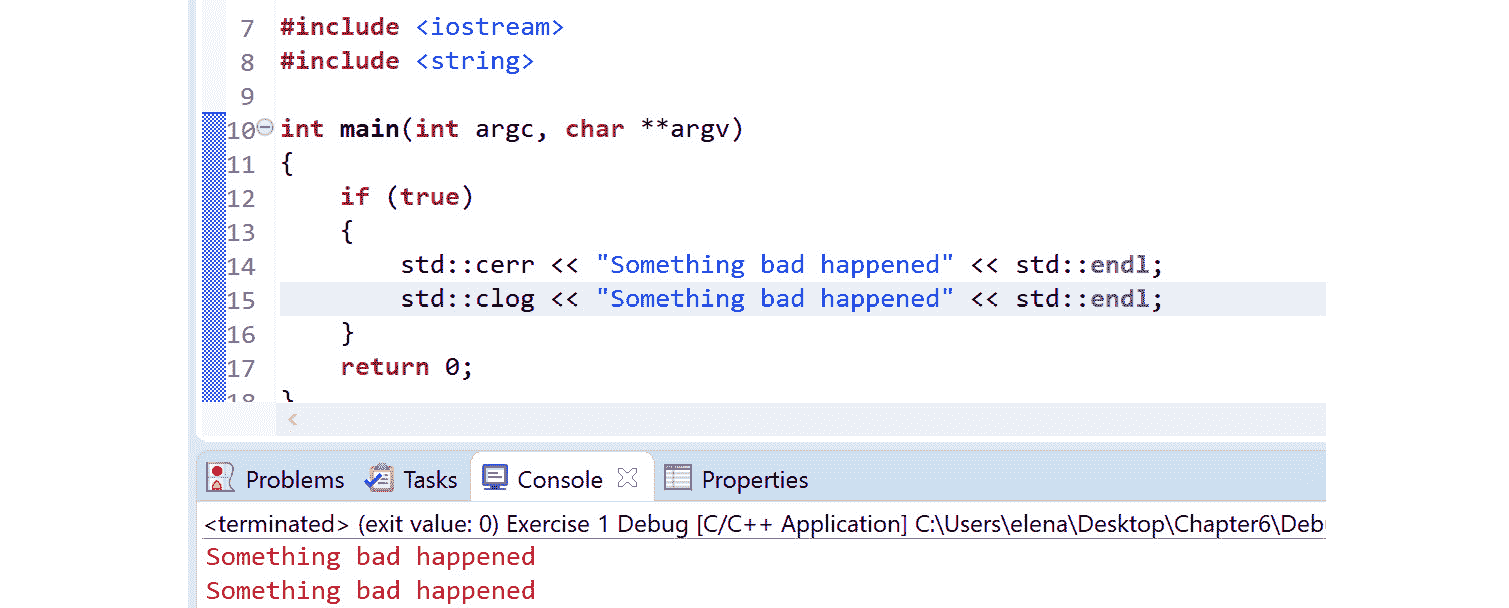 7 #include <iostream>
8 #include <string>
9
10 int main(int argc, char **argv)
11 {
12     if (true)
13     {
14         std::cerr << "Something bad happened" << std::endl;
15         std::clog << "Something bad happened" << std::endl;
16     }
17     return 0;
18 }
Problems Tasks Console Properties
<terminated> (exit value: 0) Exercise 1 Debug [C/C++ Application] C:\Users\elena\Desktop\Chapter6\Deb
Something bad happened
Something bad happened